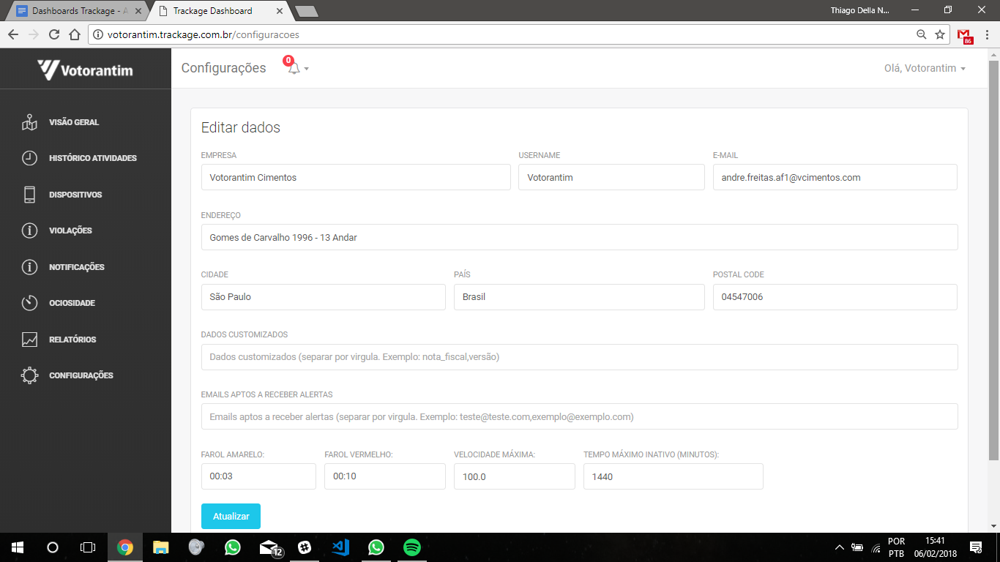 Dashboards Trackage - A
Trackage Dashboard
Thiago Della N...
votorantim.trackage.com.br/configuracoes
86
Votorantim
Configurações
0
Olá, Votorantim
VISÃO GERAL
HISTÓRICO ATIVIDADES
DISPOSITIVOS
VIOLAÇÕES
NOTIFICAÇÕES
OCIOSIDADE
RELATÓRIOS
CONFIGURAÇÕES
Editar dados
EMPRESA USERNAME E-MAIL
Votorantim Cimentos Votorantim andre.freitas.af1@vcimentos.com
ENDEREÇO
Gomes de Carvalho 1996 - 13 Andar
CIDADE PAÍS POSTAL CODE
São Paulo Brasil 04547006
DADOS CUSTOMIZADOS
Dados customizados (separar por virgula. Exemplo: nota_fiscal,versão)
EMAILS APTOS A RECEBER ALERTAS
Emails aptos a receber alertas (separar por virgula. Exemplo: teste@teste.com,exemplo@exemplo.com)
FAROL AMARELO: FAROL VERMELHO: VELOCIDADE MÁXIMA: TEMPO MÁXIMO INATIVO (MINUTOS):
00:03 00:10 100.0 1440
Atualizar
12
POR
PTB
15:41
06/02/2018